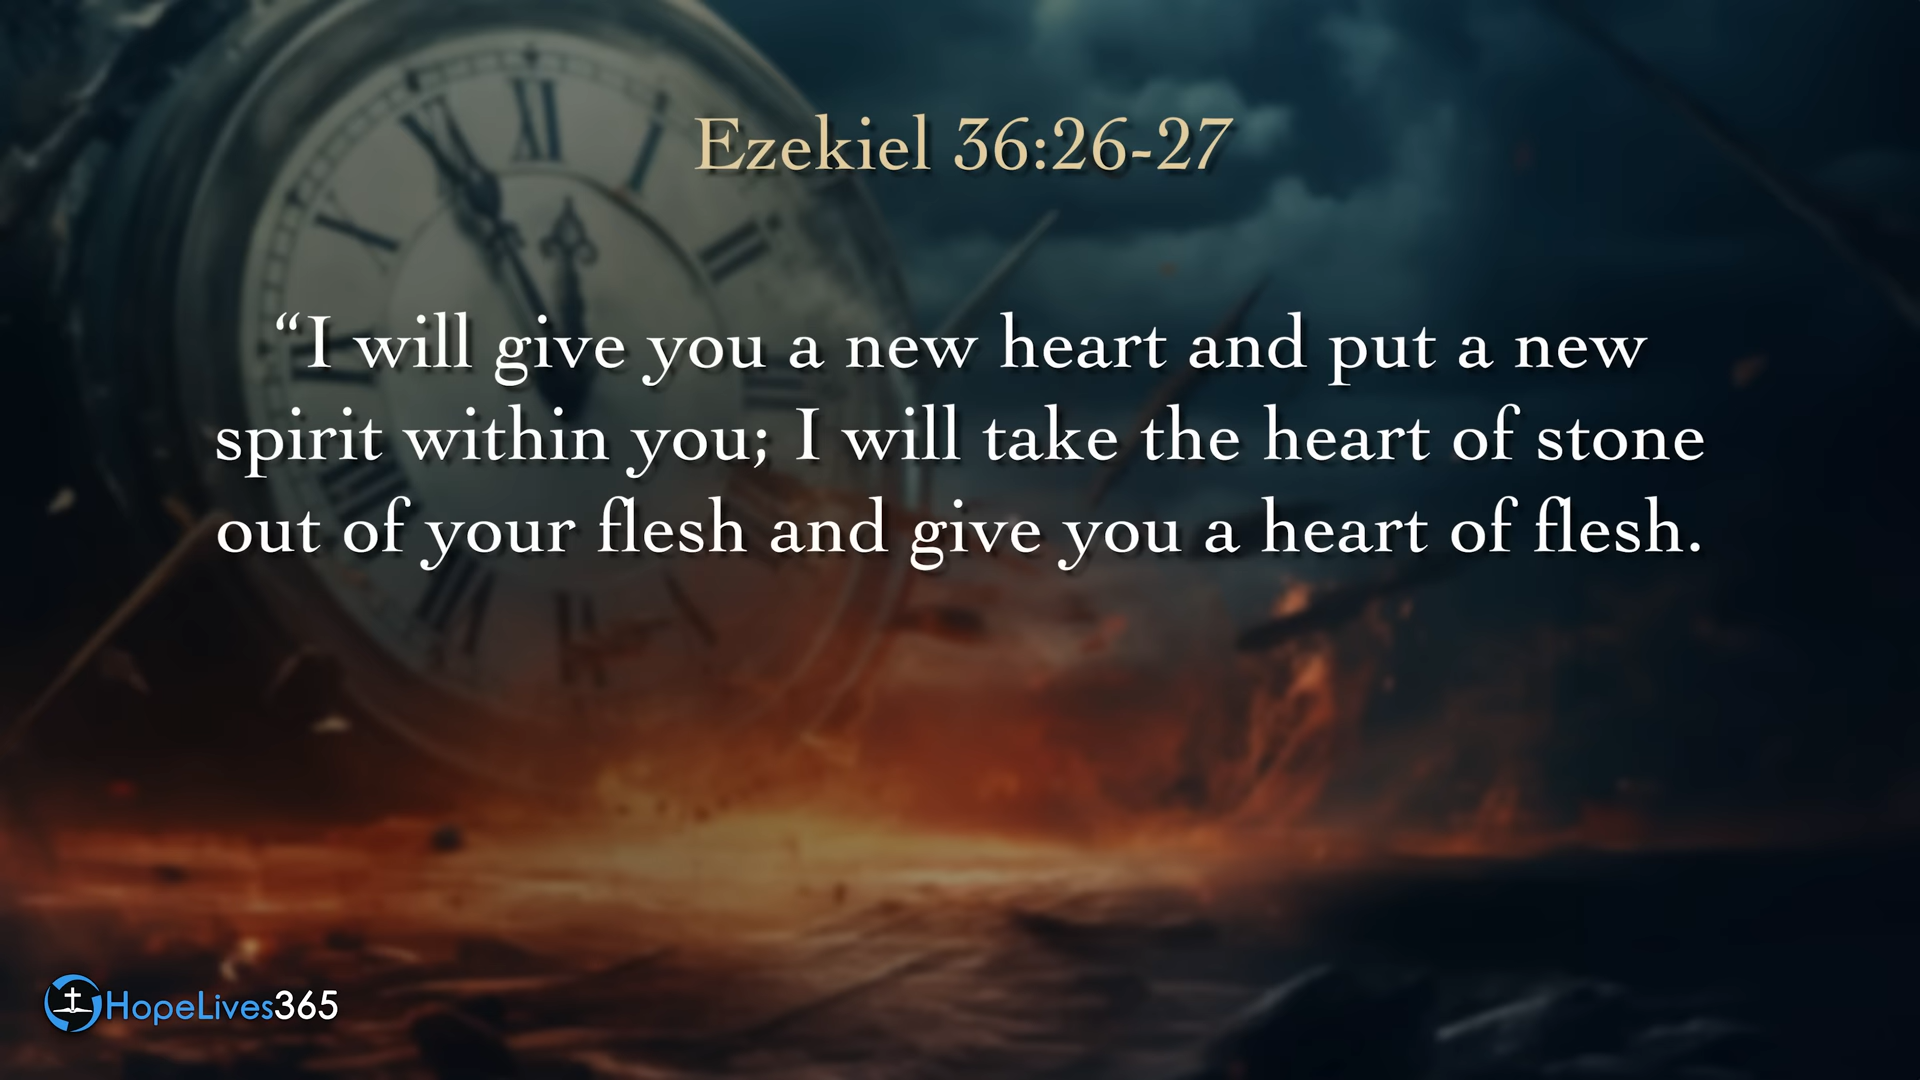 Ezekiel 36:26-27
“I will give you a new heart and put a new
spirit within you; I will take the heart of stone
out of your flesh and give you a heart of flesh.
HopeLives365